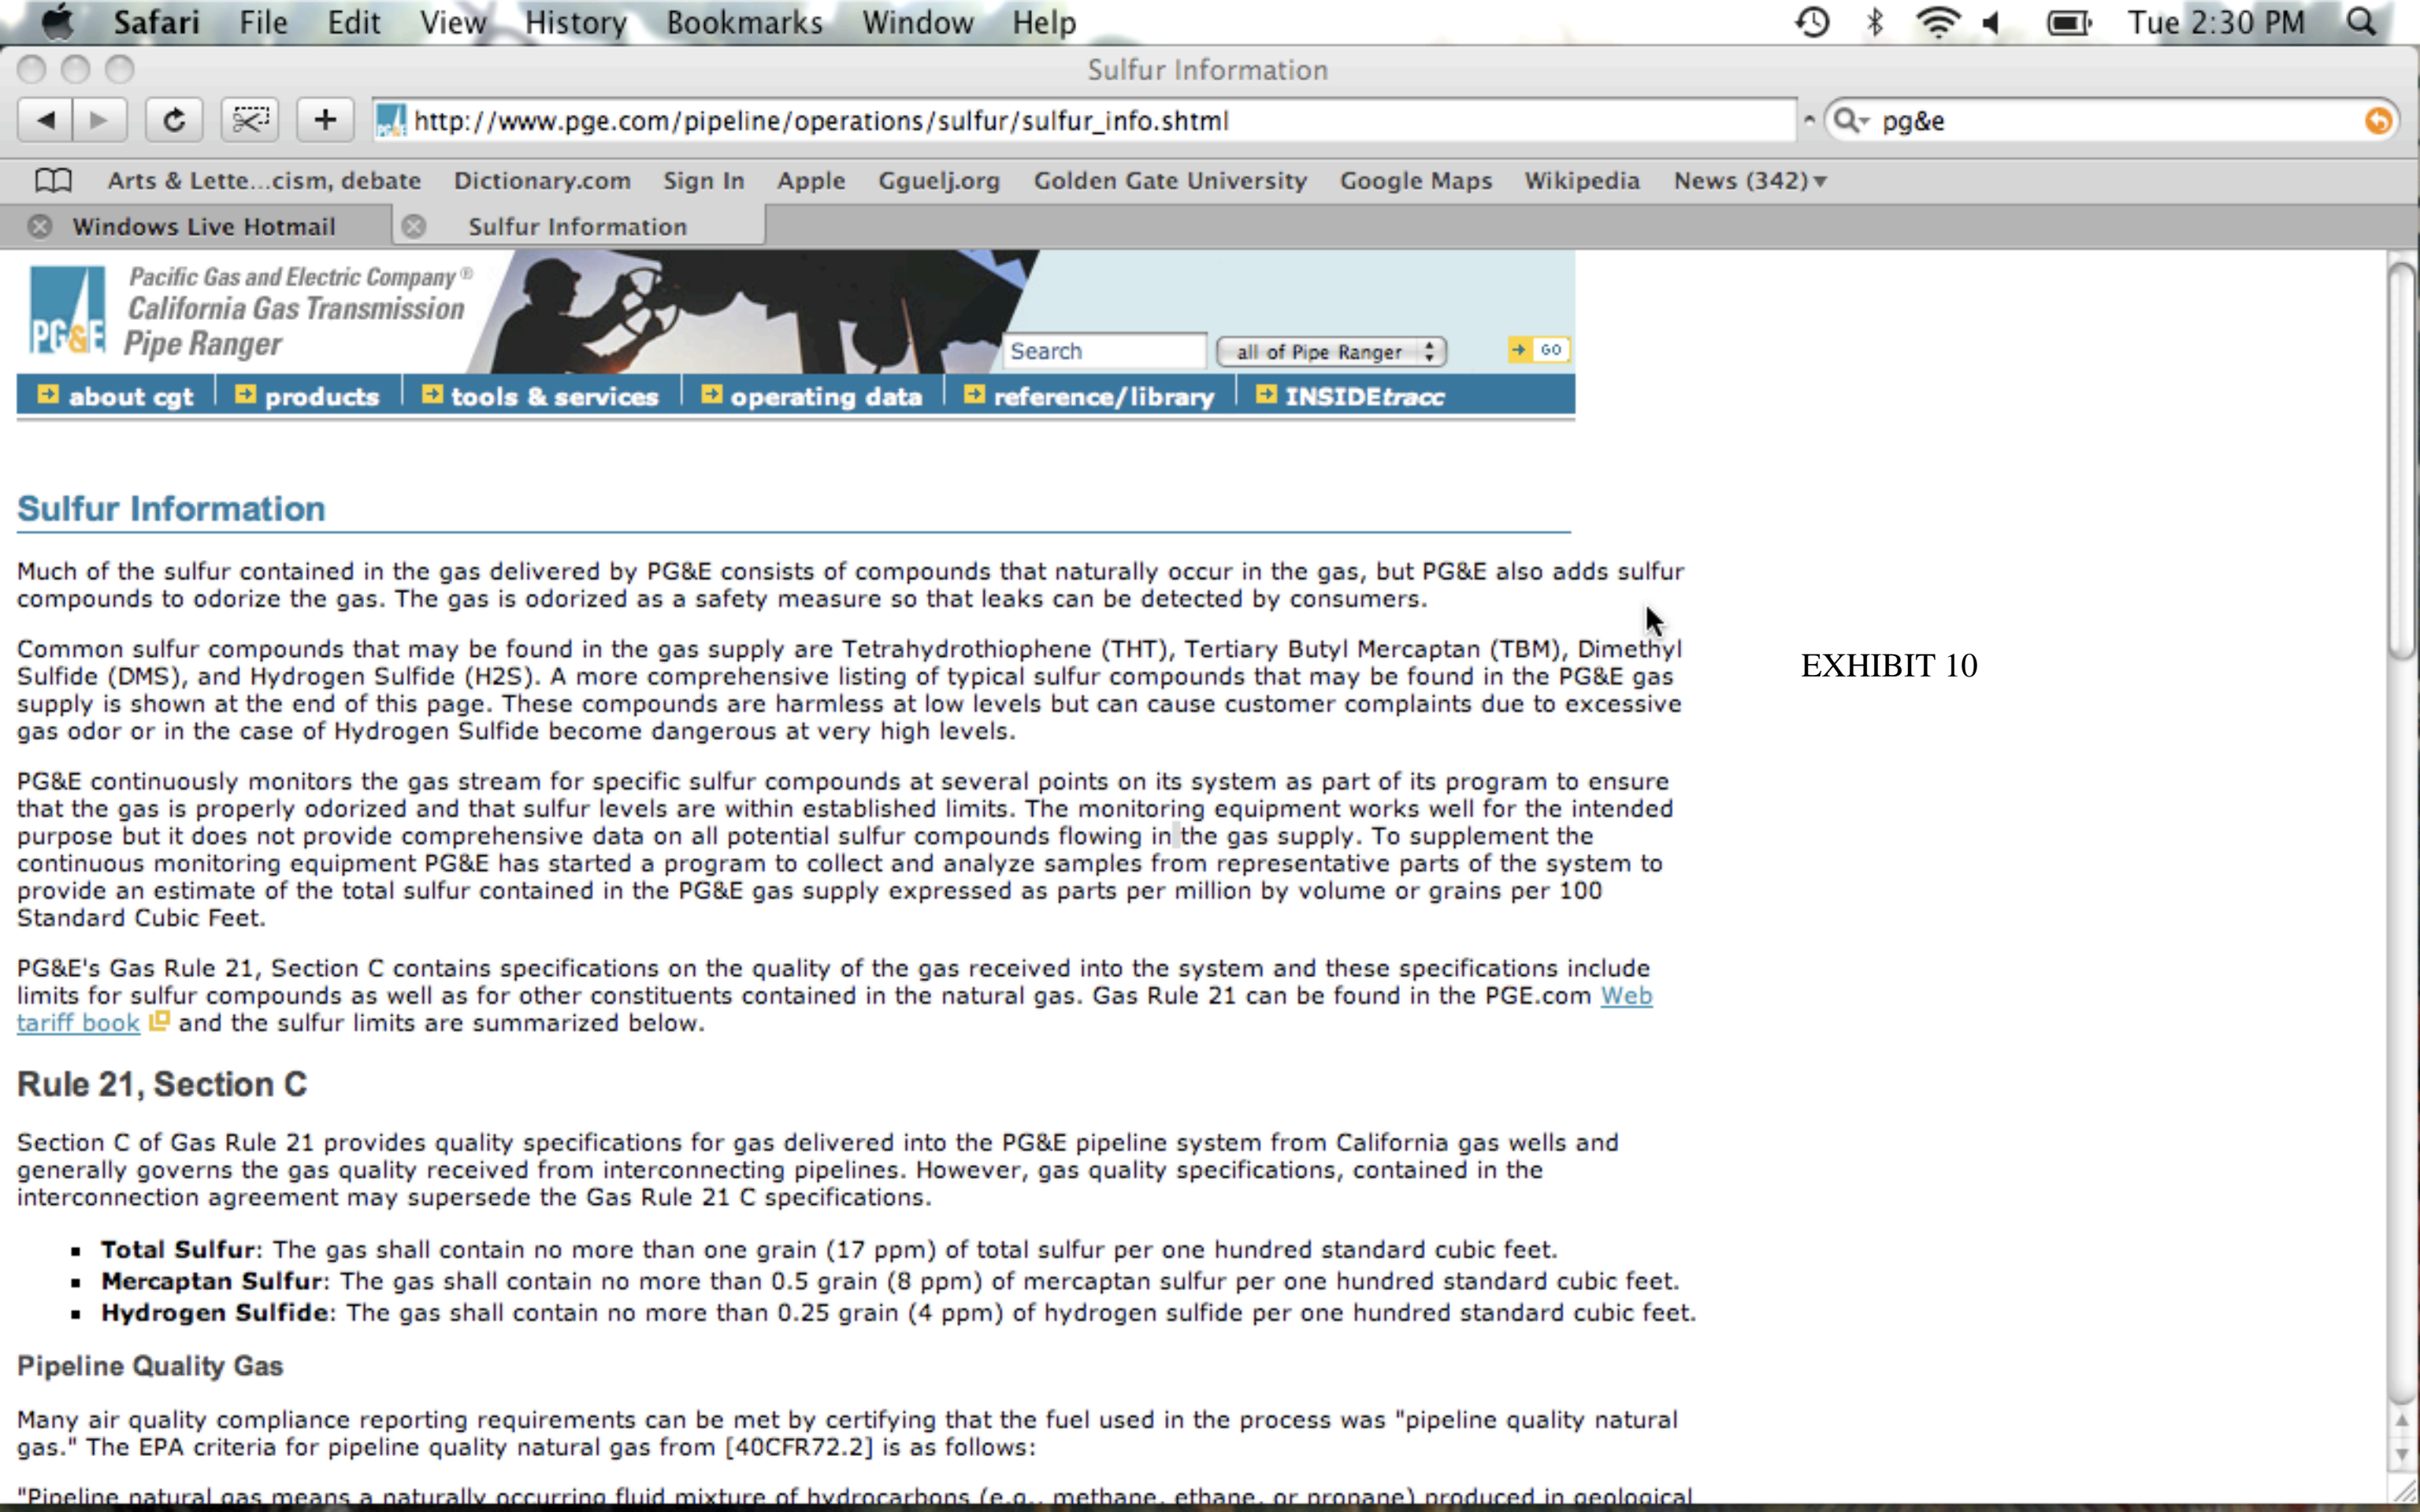 Safari File Edit View History Bookmarks Window Help Tue 2:30 PM
Sulfur Information
http://www.pge.com/pipeline/operations/sulfur/sulfur_info.shtml pg&e
Arts & Lette...cism, debate Dictionary.com Sign In Apple Gguelj.org Golden Gate University Google Maps Wikipedia News (342)
Windows Live Hotmail Sulfur Information
PG&E
Pacific Gas and Electric Company ®
California Gas Transmission
Pipe Ranger
Search all of Pipe Ranger GO
about cgt products tools & services operating data reference/library INSIDEtracc
Sulfur Information
Much of the sulfur contained in the gas delivered by PG&E consists of compounds that naturally occur in the gas, but PG&E also adds sulfur
compounds to odorize the gas. The gas is odorized as a safety measure so that leaks can be detected by consumers.
Common sulfur compounds that may be found in the gas supply are Tetrahydrothiophene (THT), Tertiary Butyl Mercaptan (TBM), Dimethyl
Sulfide (DMS), and Hydrogen Sulfide (H2S). A more comprehensive listing of typical sulfur compounds that may be found in the PG&E gas
supply is shown at the end of this page. These compounds are harmless at low levels but can cause customer complaints due to excessive
gas odor or in the case of Hydrogen Sulfide become dangerous at very high levels.
EXHIBIT 10
PG&E continuously monitors the gas stream for specific sulfur compounds at several points on its system as part of its program to ensure
that the gas is properly odorized and that sulfur levels are within established limits. The monitoring equipment works well for the intended
purpose but it does not provide comprehensive data on all potential sulfur compounds flowing in the gas supply. To supplement the
continuous monitoring equipment PG&E has started a program to collect and analyze samples from representative parts of the system to
provide an estimate of the total sulfur contained in the PG&E gas supply expressed as parts per million by volume or grains per 100
Standard Cubic Feet.
PG&E's Gas Rule 21, Section C contains specifications on the quality of the gas received into the system and these specifications include
limits for sulfur compounds as well as for other constituents contained in the natural gas. Gas Rule 21 can be found in the PGE.com Web
tariff book and the sulfur limits are summarized below.
Rule 21, Section C
Section C of Gas Rule 21 provides quality specifications for gas delivered into the PG&E pipeline system from California gas wells and
generally governs the gas quality received from interconnecting pipelines. However, gas quality specifications, contained in the
interconnection agreement may supersede the Gas Rule 21 C specifications.
▪ Total Sulfur: The gas shall contain no more than one grain (17 ppm) of total sulfur per one hundred standard cubic feet.
▪ Mercaptan Sulfur: The gas shall contain no more than 0.5 grain (8 ppm) of mercaptan sulfur per one hundred standard cubic feet.
▪ Hydrogen Sulfide: The gas shall contain no more than 0.25 grain (4 ppm) of hydrogen sulfide per one hundred standard cubic feet.
Pipeline Quality Gas
Many air quality compliance reporting requirements can be met by certifying that the fuel used in the process was "pipeline quality natural
gas." The EPA criteria for pipeline quality natural gas from [40CFR72.2] is as follows:
"Pipeline natural gas means a naturally occurring fluid mixture of hydrocarbons (e.g., methane, ethane, or propane) produced in geological